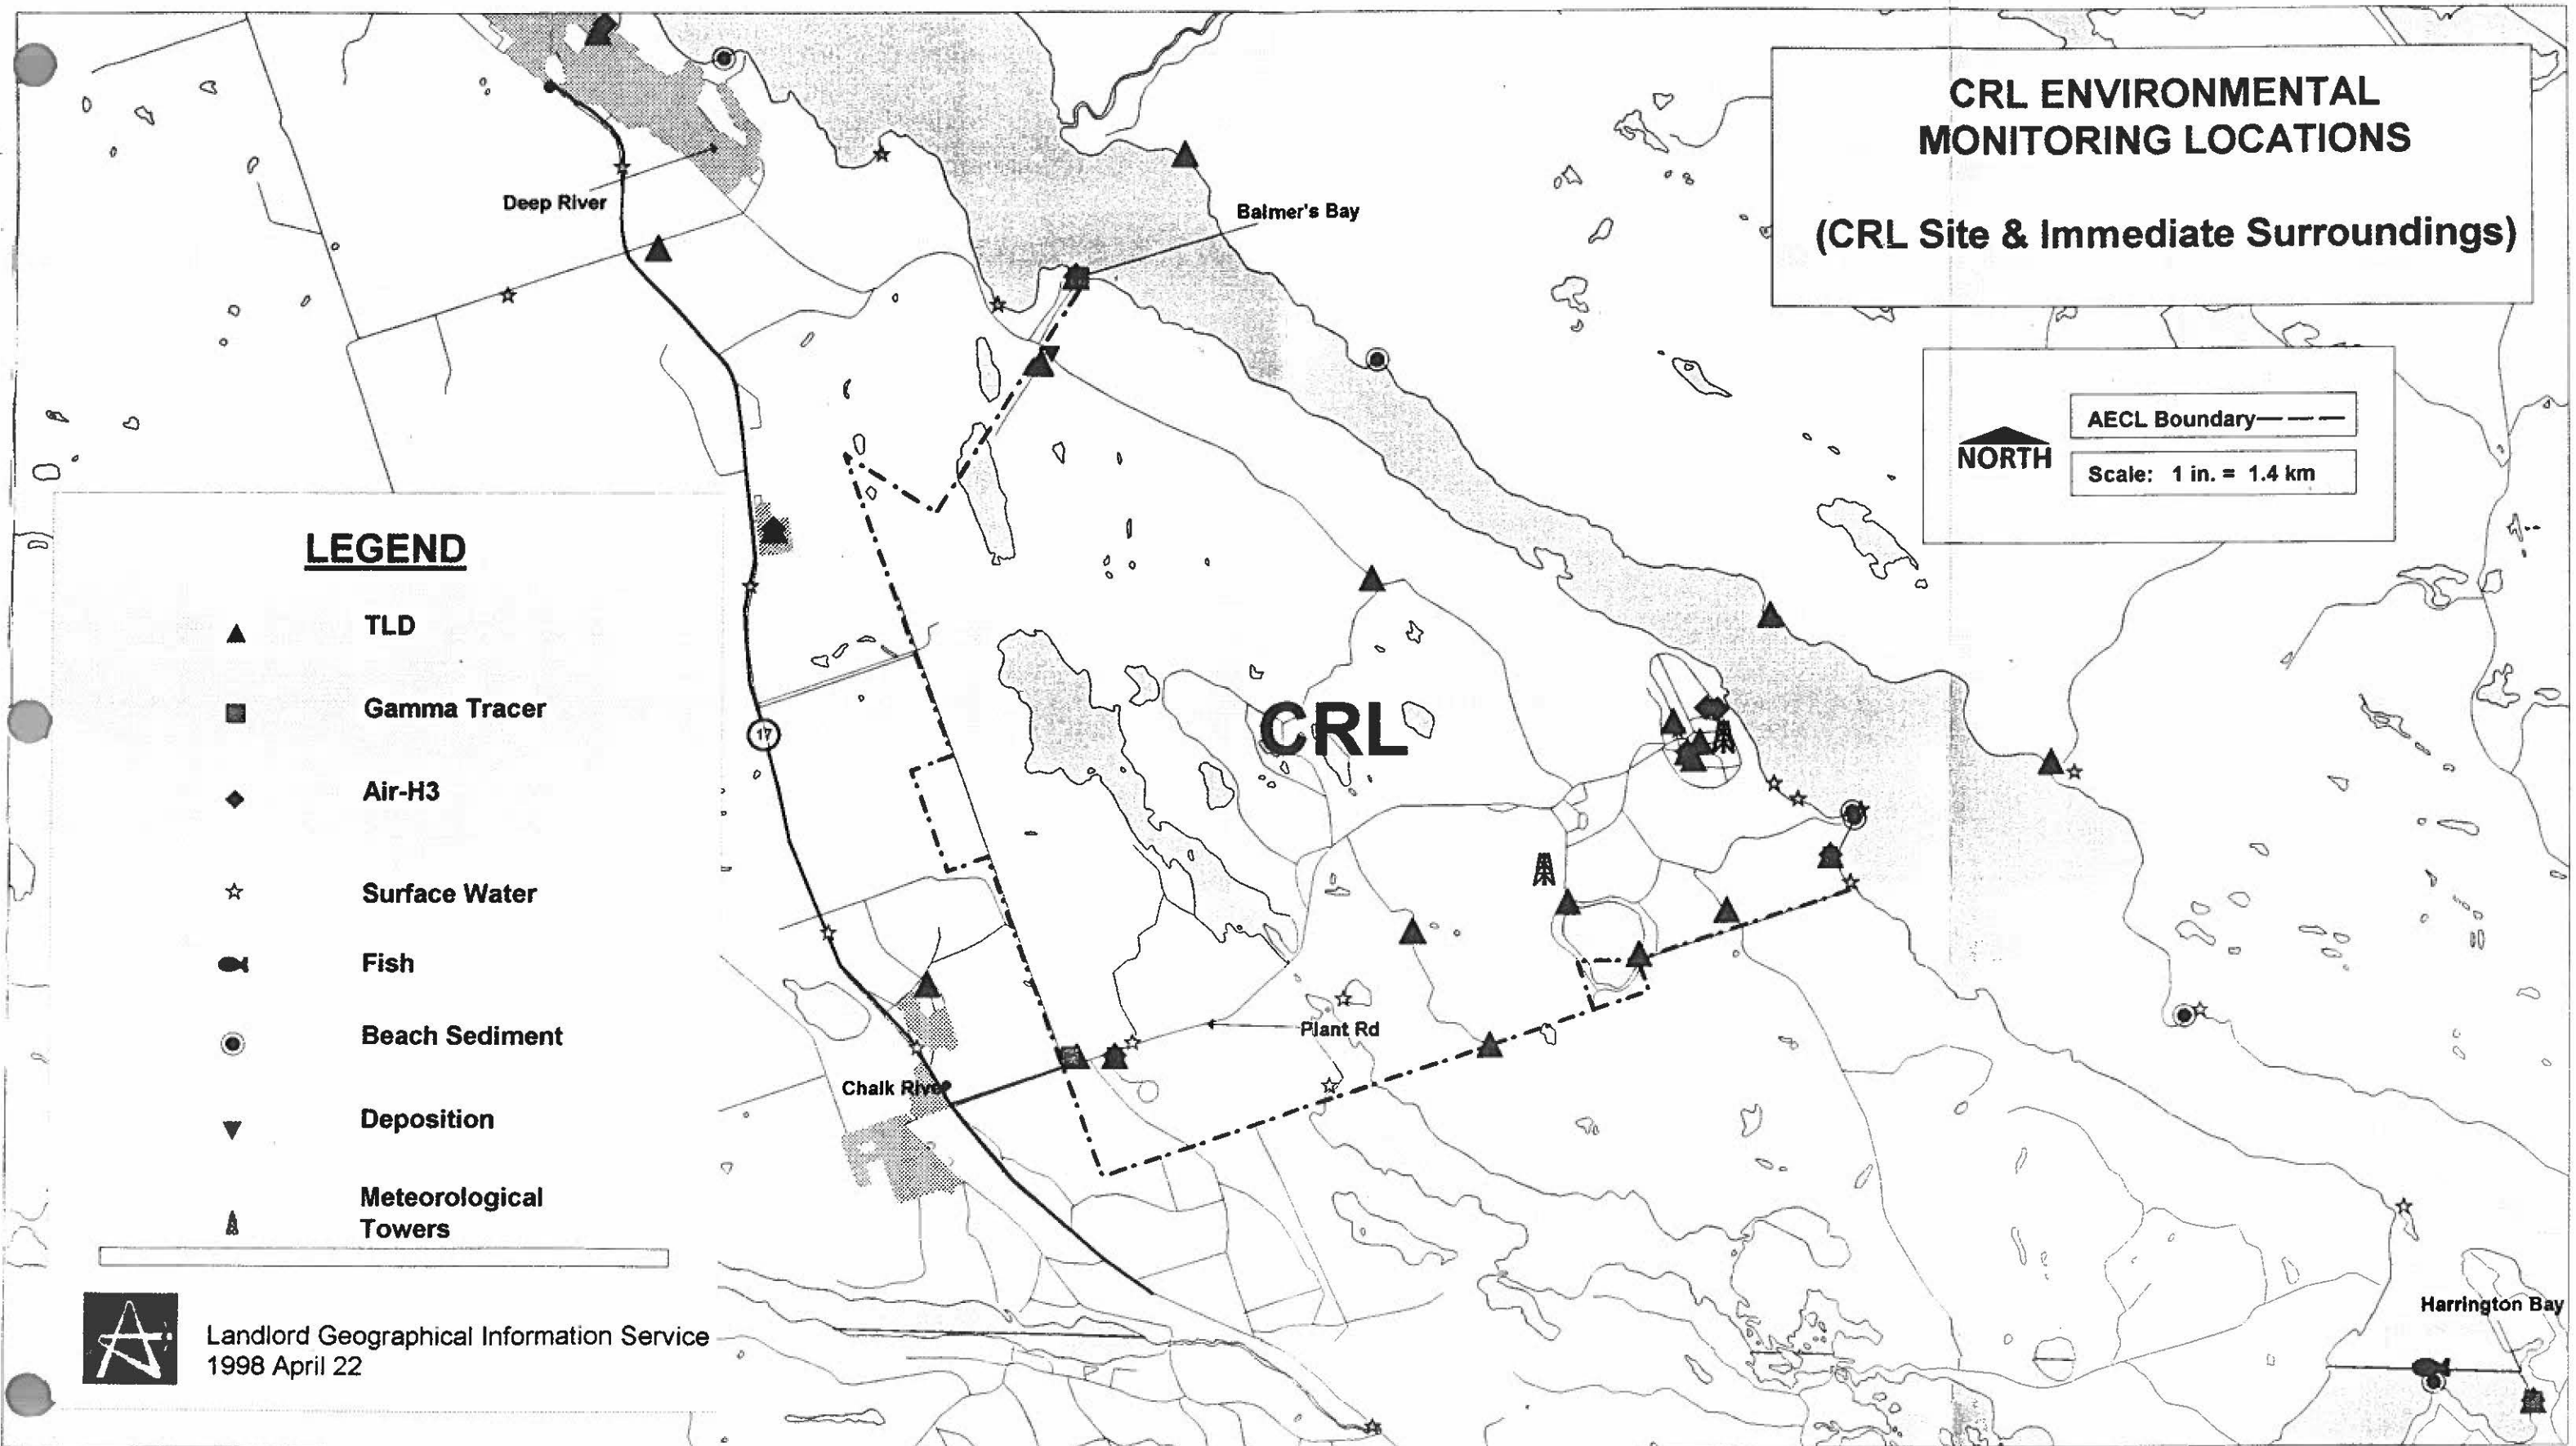 CRL ENVIRONMENTAL
MONITORING LOCATIONS
(CRL Site & Immediate Surroundings)
Deep River
Balmer's Bay
AECL Boundary
NORTH
Scale: 1 in. = 1.4 km
LEGEND
TLD
Gamma Tracer
Air-H3
Surface Water
Fish
Beach Sediment
Deposition
Meteorological
Towers
17
CRL
Plant Rd
Chalk River
Harrington Bay
Landlord Geographical Information Service
1998 April 22